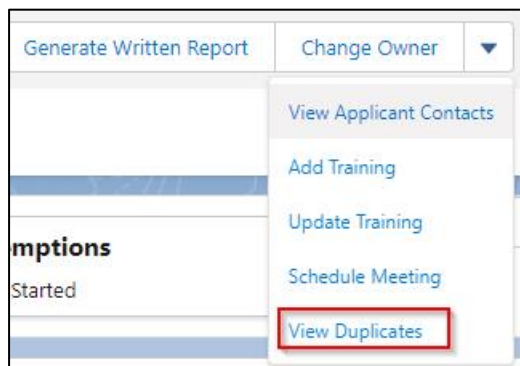 Generate Written Report
Change Owner
View Applicant Contacts
Add Training
Update Training
mptions
Schedule Meeting
Started
View Duplicates